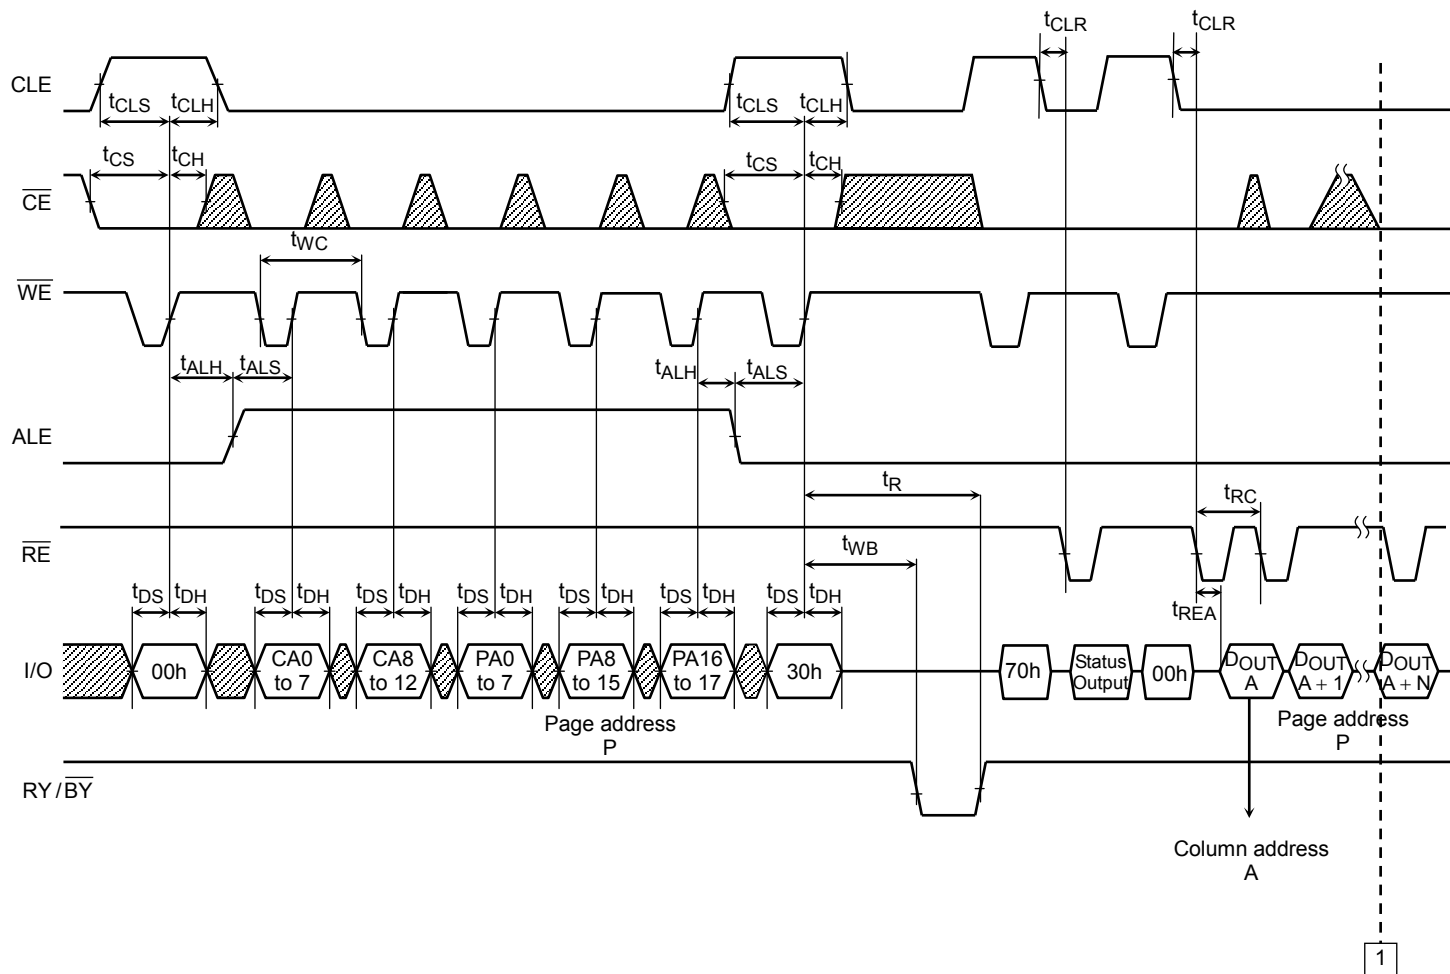 tCLR
tCLR
CLE
tCLS
tCLH
tCLS
tCLH
tCS
tCH
tCS
tCH
CE
tWC
WE
tALH
tALS
tALH
tALS
ALE
tR
tRC
RE
tWB
tDS
tDH
tDS
tDH
tDS
tDH
tDS
tDH
tDS
tDH
tDS
tDH
tDS
tDH
tREA
I/O
00h
CA0
to 7
CA8
to 12
PA0
to 7
PA8
to 15
PA16
to 17
30h
70h
Status
Output
00h
DOUT
A
DOUT
A + 1
DOUT
A + N
Page address
P
Page address
P
RY/BY
Column address
A
1